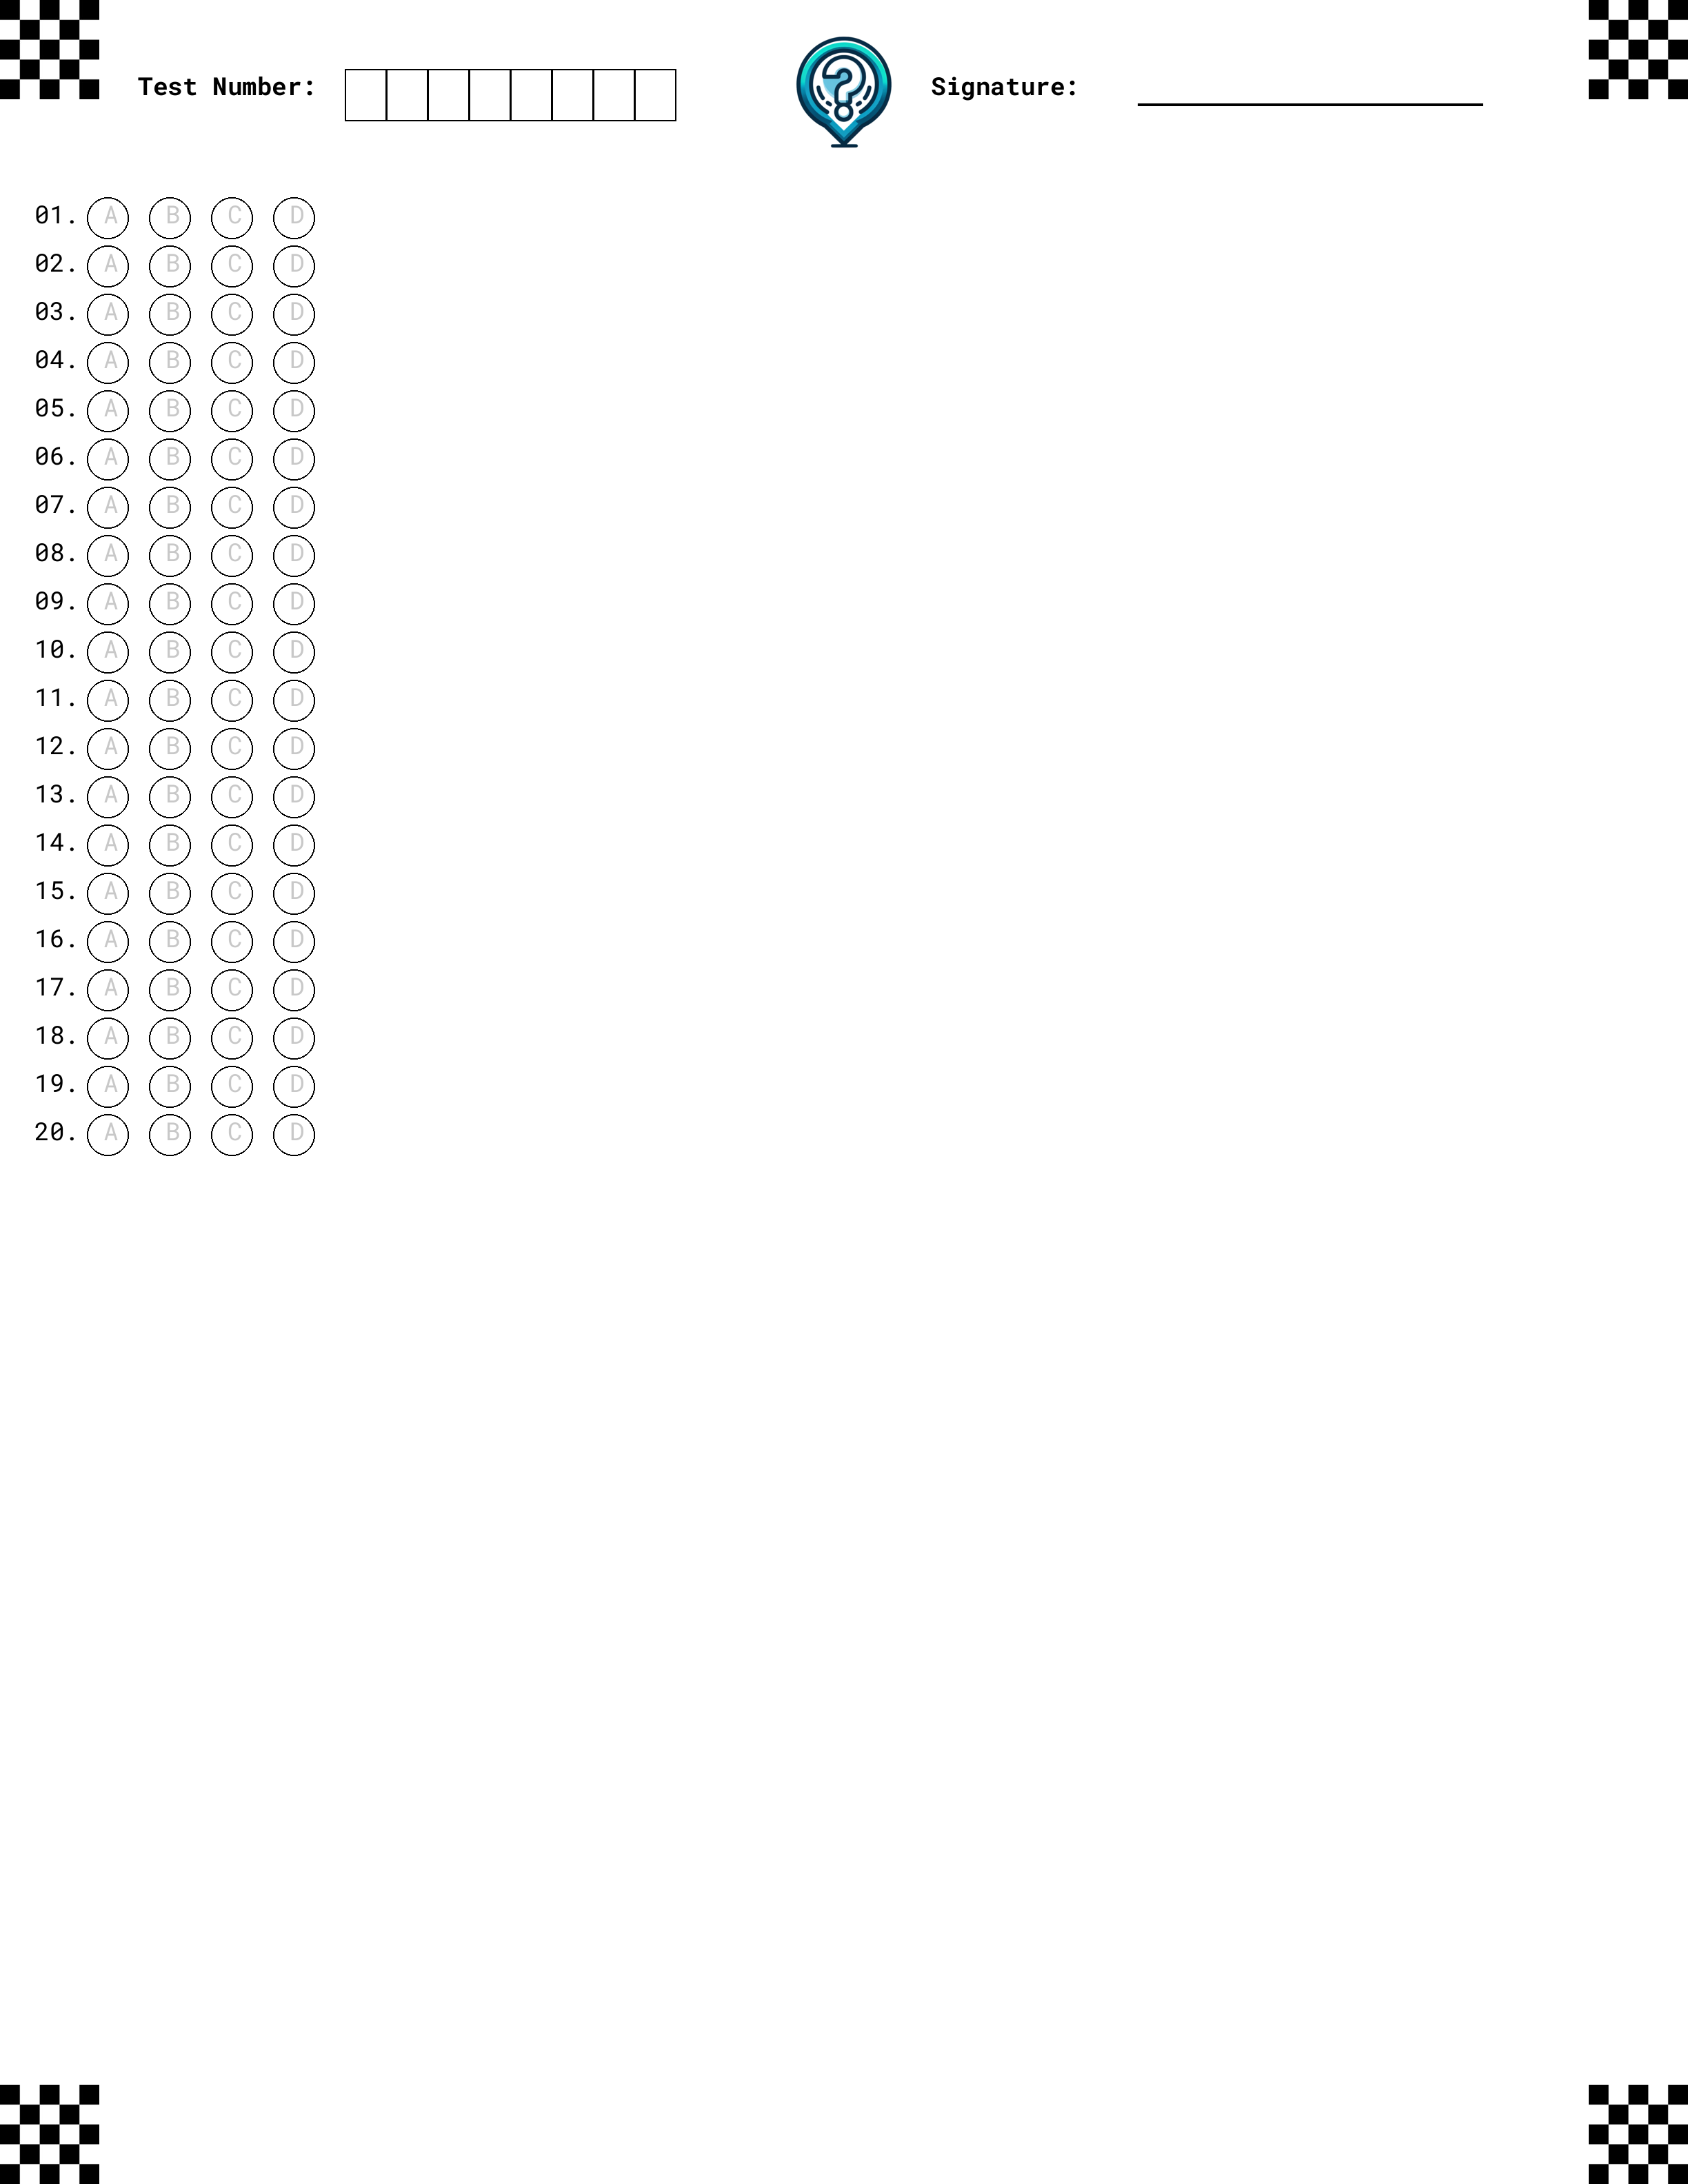 Test Number: Signature:
01. A B C D
02. A B C D
03. A B C D
04. A B C D
05. A B C D
06. A B C D
07. A B C D
08. A B C D
09. A B C D
10. A B C D
11. A B C D
12. A B C D
13. A B C D
14. A B C D
15. A B C D
16. A B C D
17. A B C D
18. A B C D
19. A B C D
20. A B C D